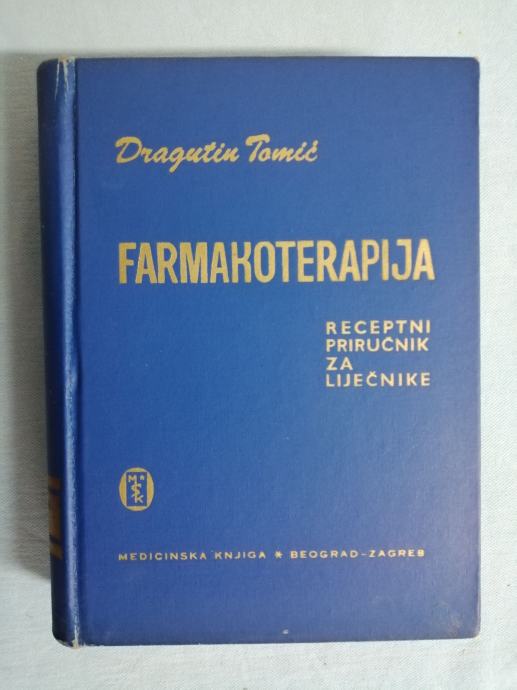 Dragutin Tomić
FARMAKOTERAPIJA
RECEPTNI
PRIRUČNIK
ZA
LIJEČNIKE
M *
K
MEDICINSKA KNJIGA * BEOGRAD-ZAGREB